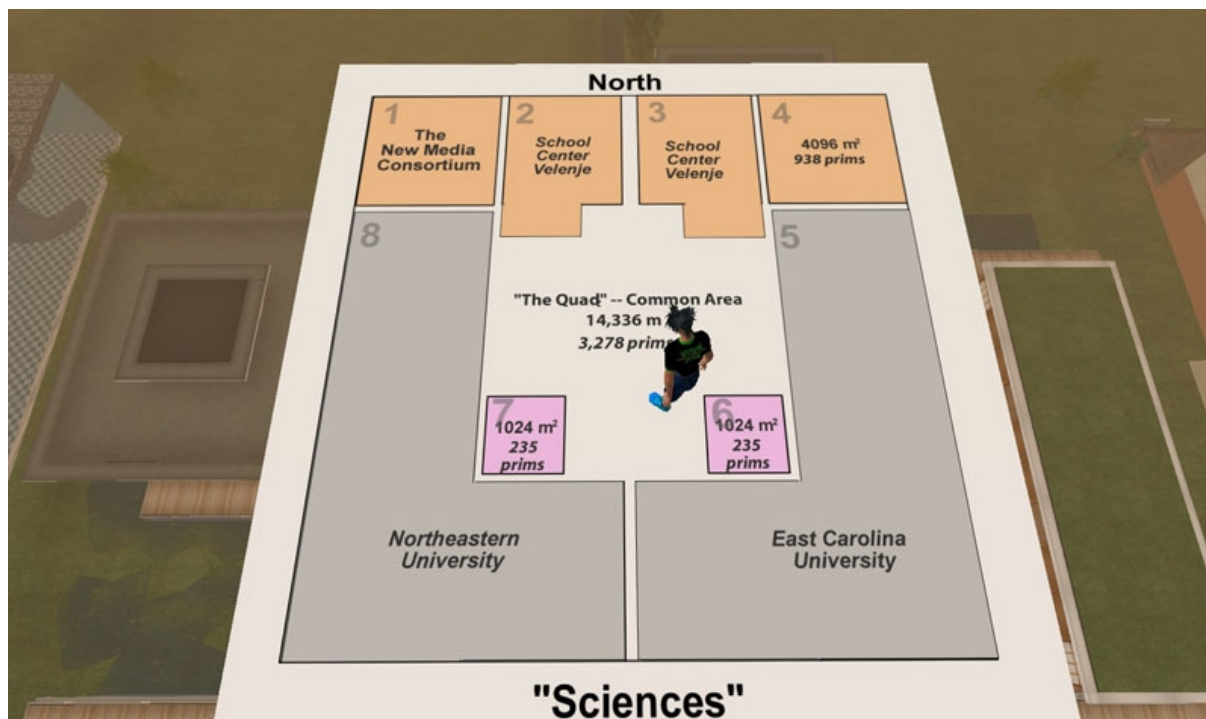 North
1
The
New Media
Consortium
2
School
Center
Velenje
3
School
Center
Velenje
4
4096 m²
938 prims
8
5
"The Quad" -- Common Area
14,336 m
3,278 prims
7
1024 m²
235
prims
6
1024 m²
235
prims
Northeastern
University
East Carolina
University
"Sciences"